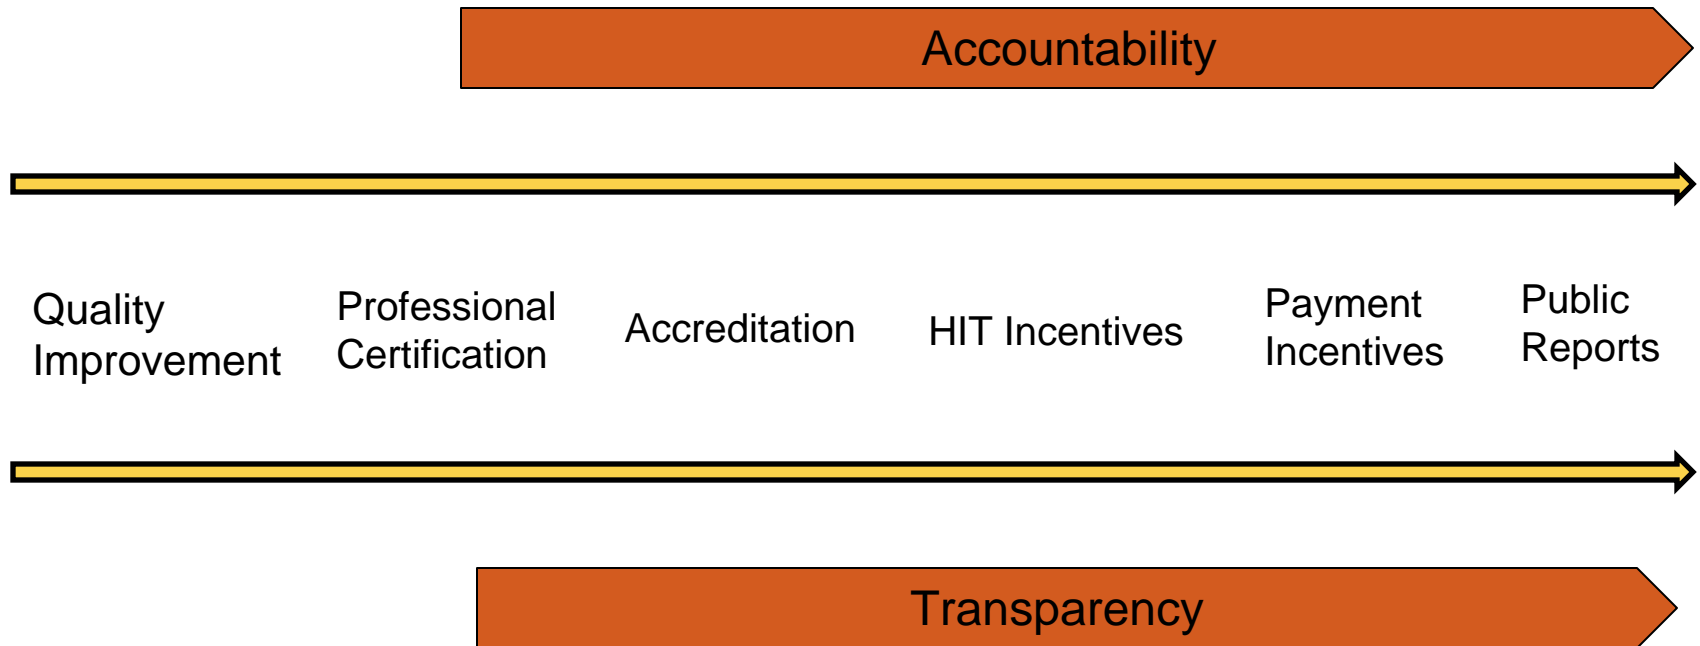 Accountability
Quality
Improvement
Professional
Certification
Accreditation
HIT Incentives
Payment
Incentives
Public
Reports
Transparency